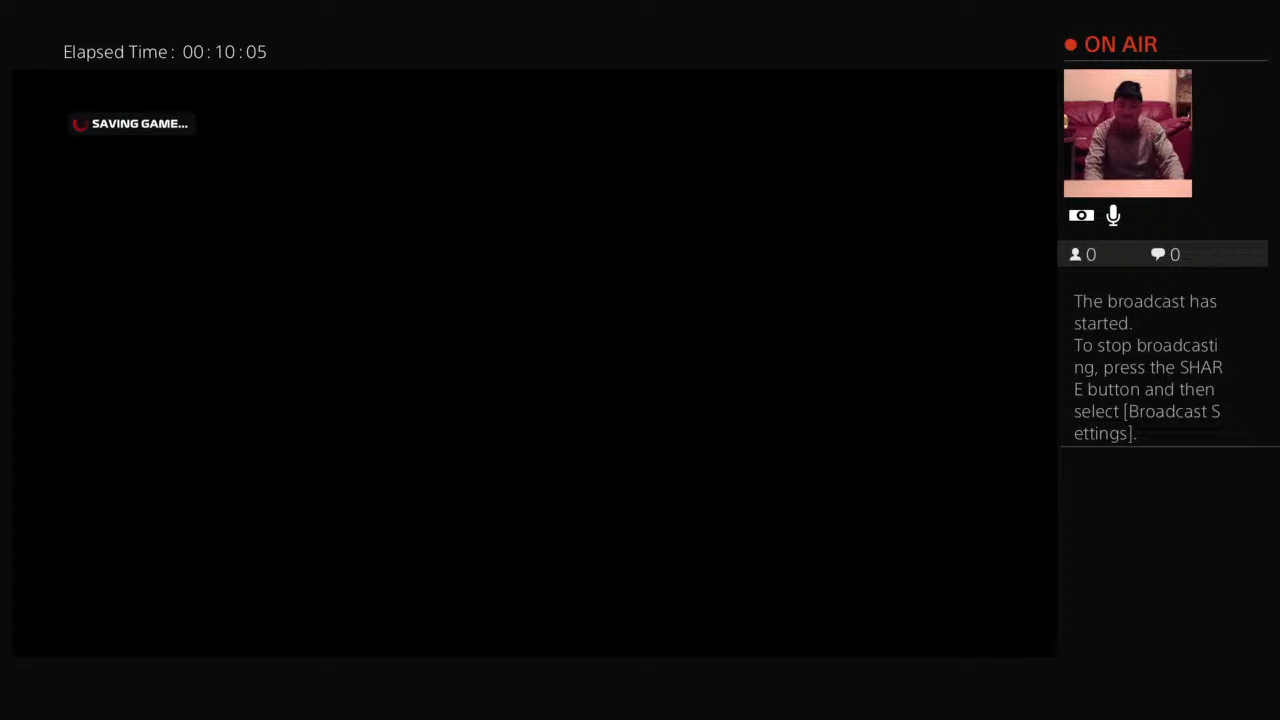 Elapsed Time: 00:10:05
ON AIR
SAVING GAME...
0 0
The broadcast has
started.
To stop broadcasti
ng, press the SHAR
E button and then
select [Broadcast S
ettings].